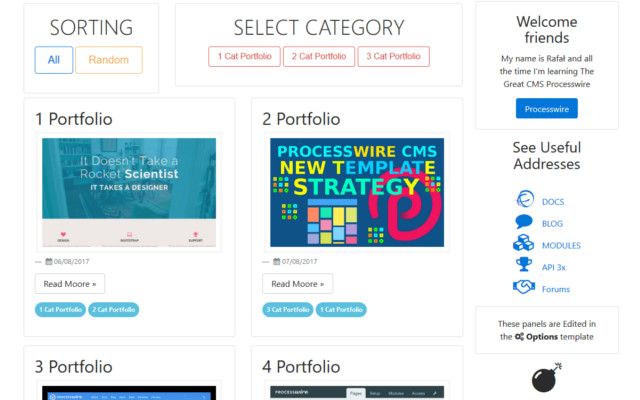 SORTING
All
Random
SELECT CATEGORY
1 Cat Portfolio
2 Cat Portfolio
3 Cat Portfolio
1 Portfolio
It Doesn't Take a
Rocket Scientist
IT TAKES A DESIGNER
DESIGN
BOOTSTRAP
SUPPORT
— 06/08/2017
Read Moore »
1 Cat Portfolio
2 Cat Portfolio
2 Portfolio
PROCESSWIRE CMS
NEW TEMPLATE
STRATEGY
— 07/08/2017
Read Moore »
3 Cat Portfolio
1 Cat Portfolio
3 Portfolio
PROCESSWIRE
4 Portfolio
PROCESSWIRE
Pages
Setup
Modules
Access
Welcome
friends
My name is Rafał and all
the time I'm learning The
Great CMS Processwire
Processwire
See Useful
Addresses
DOCS
BLOG
MODULES
API 3x
Forums
These panels are Edited in
the Options template